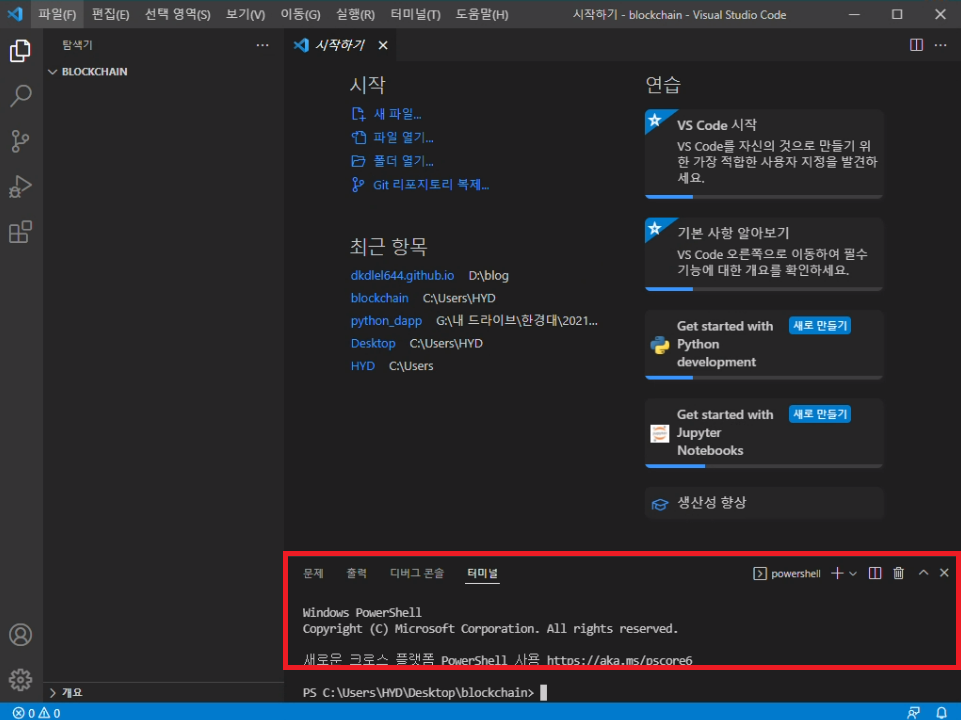 파일(F) 편집(E) 선택 영역(S) 보기(V) 이동(G) 실행(R) 터미널(T) 도움말(H) 시작하기 - blockchain - Visual Studio Code
탐색기
시작하기
BLOCKCHAIN
시작
새 파일...
파일 열기...
폴더 열기...
Git 리포지토리 복제...
최근 항목
dkdlel644.github.io D:\blog
blockchain C:\Users\HYD
python_dapp G:\내 드라이브\한경대\2021...
Desktop C:\Users\HYD
HYD C:\Users
연습
VS Code 시작
VS Code를 자신의 것으로 만들기 위
한 가장 적합한 사용자 지정을 발견하
세요.
기본 사항 알아보기
VS Code 오른쪽으로 이동하여 필수
기능에 대한 개요를 확인하세요.
Get started with 새로 만들기
Python
development
Get started with 새로 만들기
Jupyter
Notebooks
생산성 향상
문제 출력 디버그 콘솔 터미널 powershell
Windows PowerShell
Copyright (C) Microsoft Corporation. All rights reserved.
새로운 크로스 플랫폼 PowerShell 사용 https://aka.ms/pscore6
PS C:\Users\HYD\Desktop\blockchain>
개요
0 0